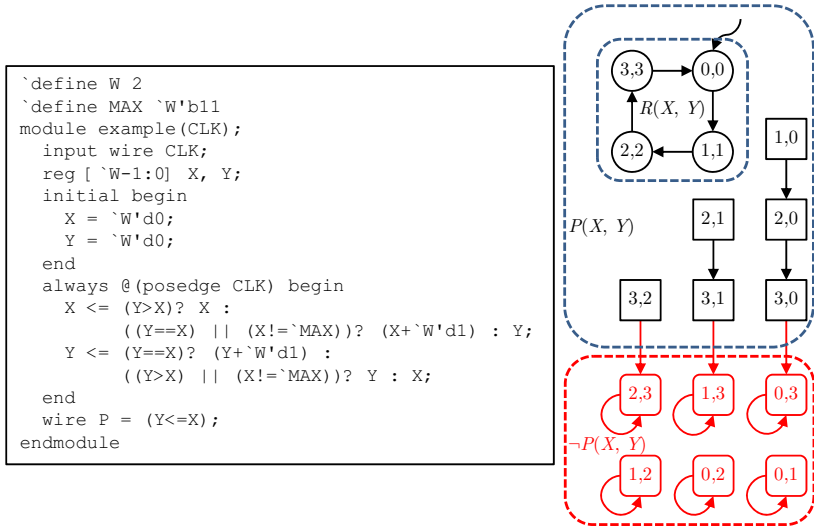 `define W 2
`define MAX `W'b11
module example(CLK);
input wire CLK;
reg [`W-1:0] X, Y;
initial begin
X = `W'd0;
Y = `W'd0;
end
always @(posedge CLK) begin
X <= (Y>X)? X :
((Y==X) || (X!=`MAX))? (X+`W'd1) : Y;
Y <= (Y==X)? (Y+`W'd1) :
((Y>X) || (X!=`MAX))? Y : X;
end
wire P = (Y<=X);
endmodule
3,3 0,0
R(X, Y)
2,2 1,1
1,0
P(X, Y)
2,1 2,0
3,2 3,1 3,0
2,3 1,3 0,3
¬P(X, Y)
1,2 0,2 0,1